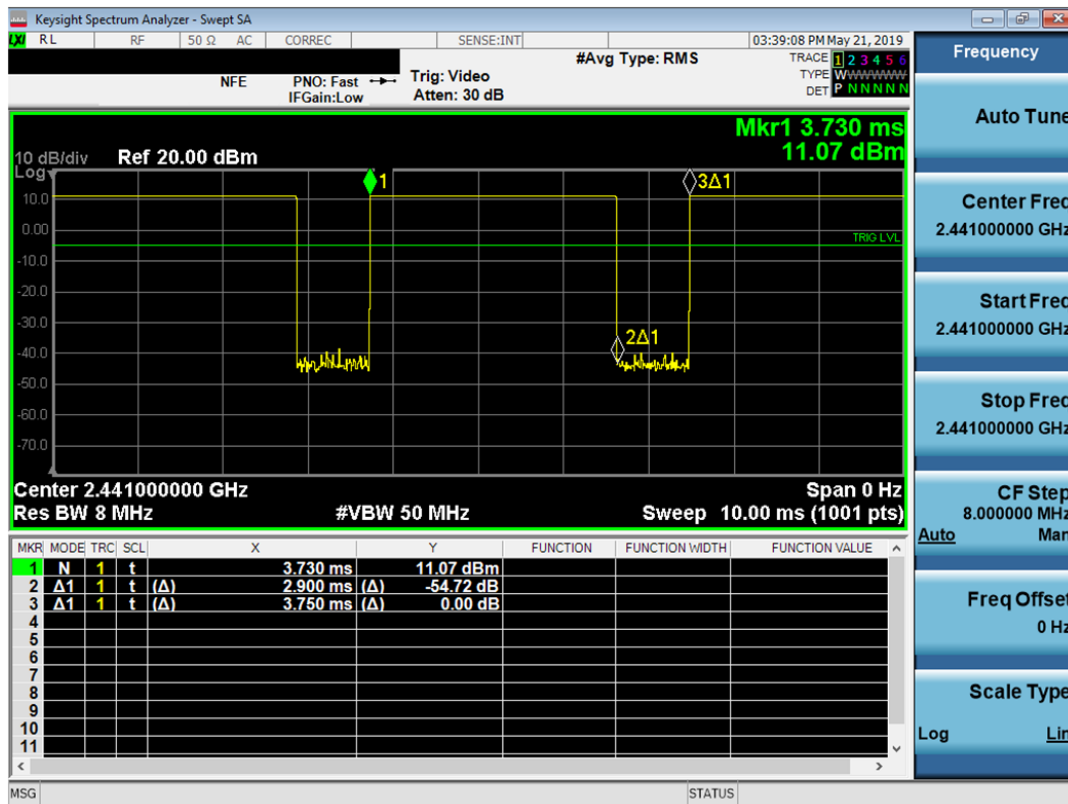 Keysight Spectrum Analyzer - Swept SA
LXI RL RF 50 Ω AC CORREC SENSE:INT 03:39:08 PM May 21, 2019
NFE PNO: Fast Trig: Video #Avg Type: RMS TRACE 1 2 3 4 5 6
IFGain:Low Atten: 30 dB TYPE WWWWWWW
DET P N N N N N
Mkr1 3.730 ms
11.07 dBm
10 dB/div Ref 20.00 dBm
Log
1
3Δ1
10.0
0.00
TRIG LVL
-10.0
-20.0
-30.0
2Δ1
-40.0
-50.0
-60.0
-70.0
Center 2.441000000 GHz Span 0 Hz
Res BW 8 MHz #VBW 50 MHz Sweep 10.00 ms (1001 pts)
MKR MODE TRC SCL X Y FUNCTION FUNCTION WIDTH FUNCTION VALUE
1 N 1 t 3.730 ms 11.07 dBm
2 Δ1 1 t (Δ) 2.900 ms (Δ) -54.72 dB
3 Δ1 1 t (Δ) 3.750 ms (Δ) 0.00 dB
4
5
6
7
8
9
10
11
MSG STATUS
Frequency
Auto Tune
Center Freq
2.441000000 GHz
Start Freq
2.441000000 GHz
Stop Freq
2.441000000 GHz
CF Step
8.000000 MHz
Auto Man
Freq Offset
0 Hz
Scale Type
Log Lin